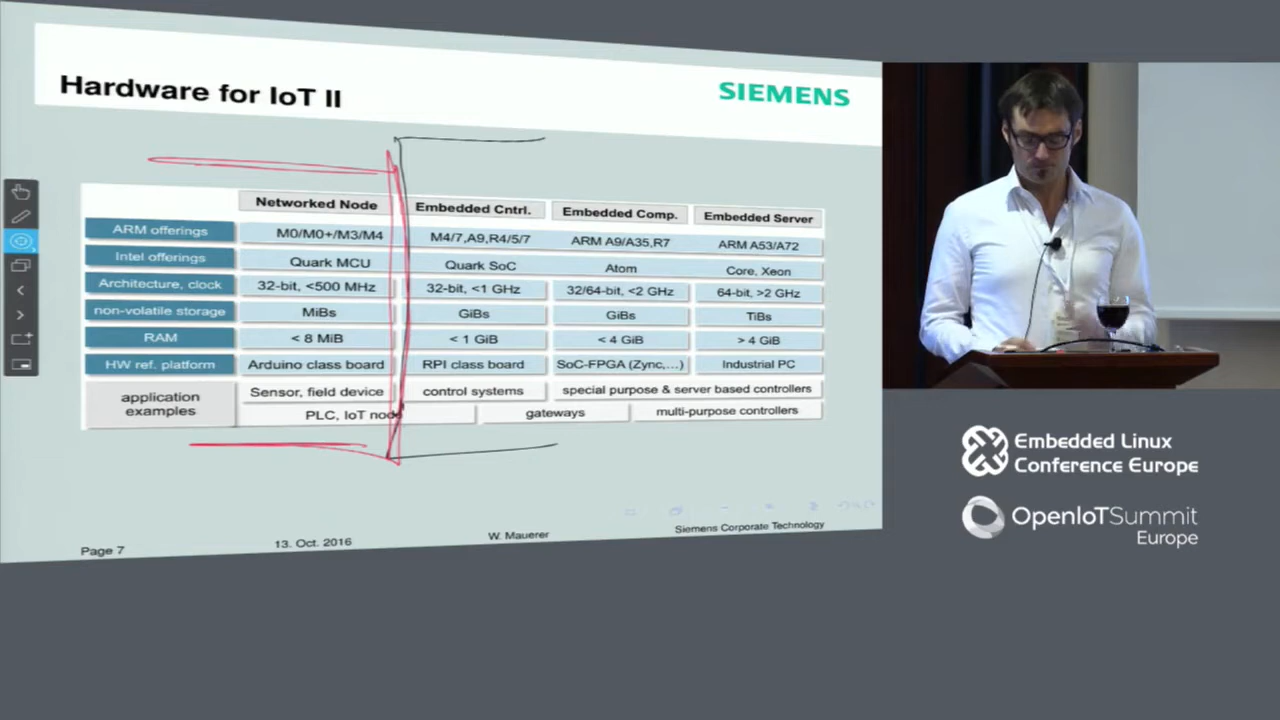 Hardware for IoT II
SIEMENS
Networked Node Embedded Cntrl. Embedded Comp. Embedded Server
ARM offerings M0/M0+/M3/M4 M4/7,A9,R4/5/7 ARM A9/A35,R7 ARM A53/A72
Intel offerings Quark MCU Quark SoC Atom Core, Xeon
Architecture, clock 32-bit, <500 MHz 32-bit, <1 GHz 32/64-bit, <2 GHz 64-bit, >2 GHz
non-volatile storage MiBs GiBs GiBs TiBs
RAM < 8 MiB < 1 GiB < 4 GiB > 4 GiB
HW ref. platform Arduino class board RPI class board SoC-FPGA (Zync,...) Industrial PC
application examples Sensor, field device control systems special purpose & server based controllers
PLC, IoT node gateways multi-purpose controllers
Page 7 13. Oct. 2016 W. Mauerer Siemens Corporate Technology
Embedded Linux
Conference Europe
OpenIoTSummit
Europe